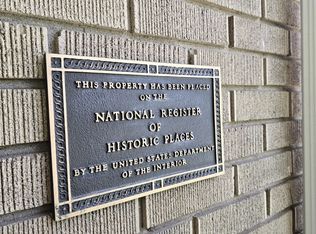 THIS PROPERTY HAS BEEN PLACED
ON THE
NATIONAL REGISTER
OF
HISTORIC PLACES
BY THE UNITED STATES DEPARTMENT
OF THE INTERIOR